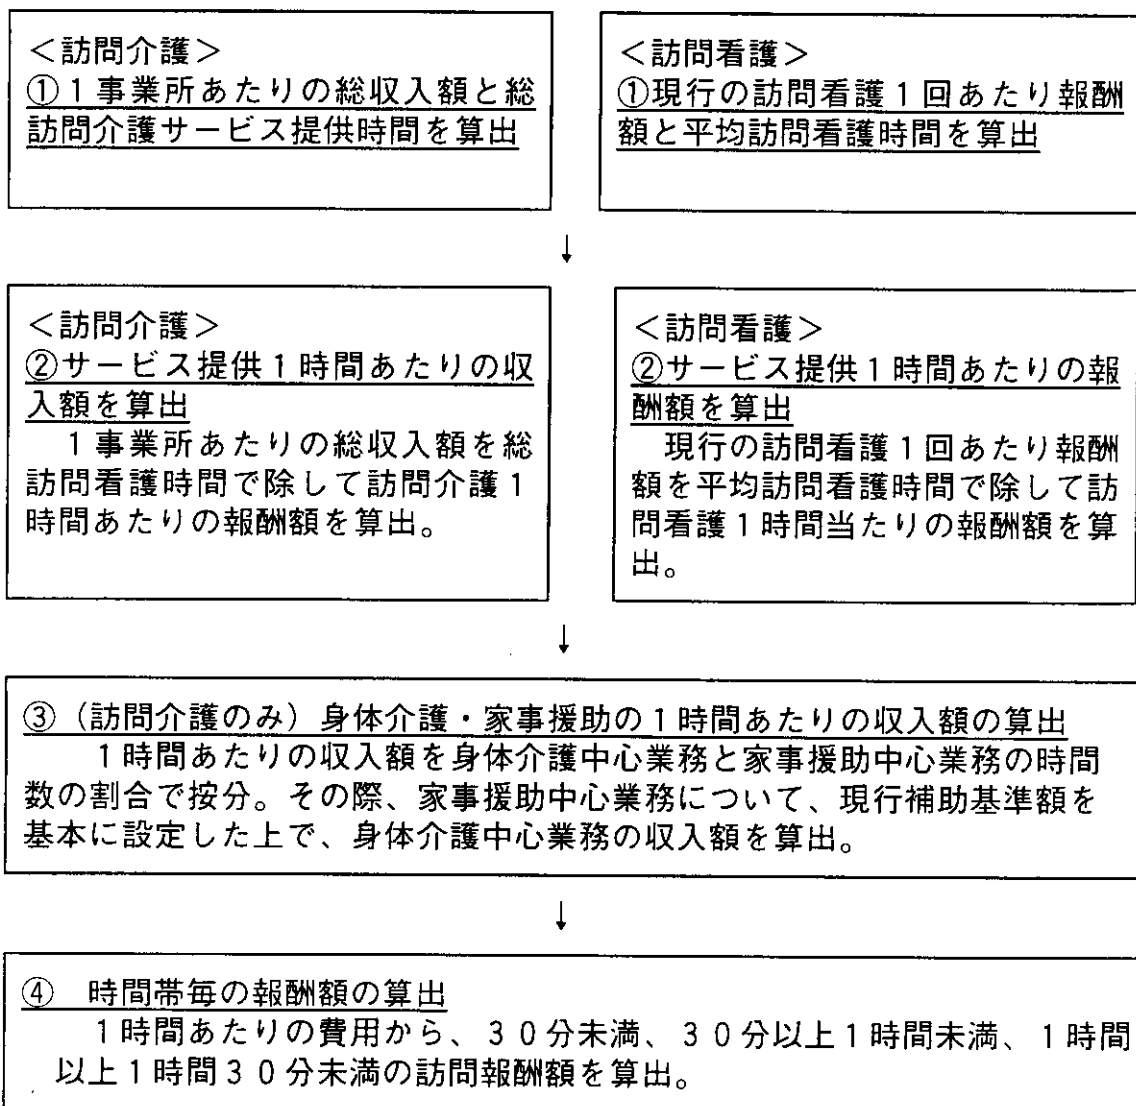 ＜訪問介護＞
①１事業所あたりの総収入額と総
訪問介護サービス提供時間を算出
＜訪問看護＞
①現行の訪問看護１回あたり報酬
額と平均訪問看護時間を算出
↓
＜訪問介護＞
②サービス提供１時間あたりの収
入額を算出
１事業所あたりの総収入額を総
訪問看護時間で除して訪問介護１
時間あたりの報酬額を算出。
＜訪問看護＞
②サービス提供１時間あたりの報
酬額を算出
現行の訪問看護１回あたり報酬
額を平均訪問看護時間で除して訪
問看護１時間当たりの報酬額を算
出。
↓
③（訪問介護のみ）身体介護・家事援助の１時間あたりの収入額の算出
１時間あたりの収入額を身体介護中心業務と家事援助中心業務の時間
数の割合で按分。その際、家事援助中心業務について、現行補助基準額を
基本に設定した上で、身体介護中心業務の収入額を算出。
↓
④　時間帯毎の報酬額の算出
１時間あたりの費用から、３０分未満、３０分以上１時間未満、１時間
以上１時間３０分未満の訪問報酬額を算出。